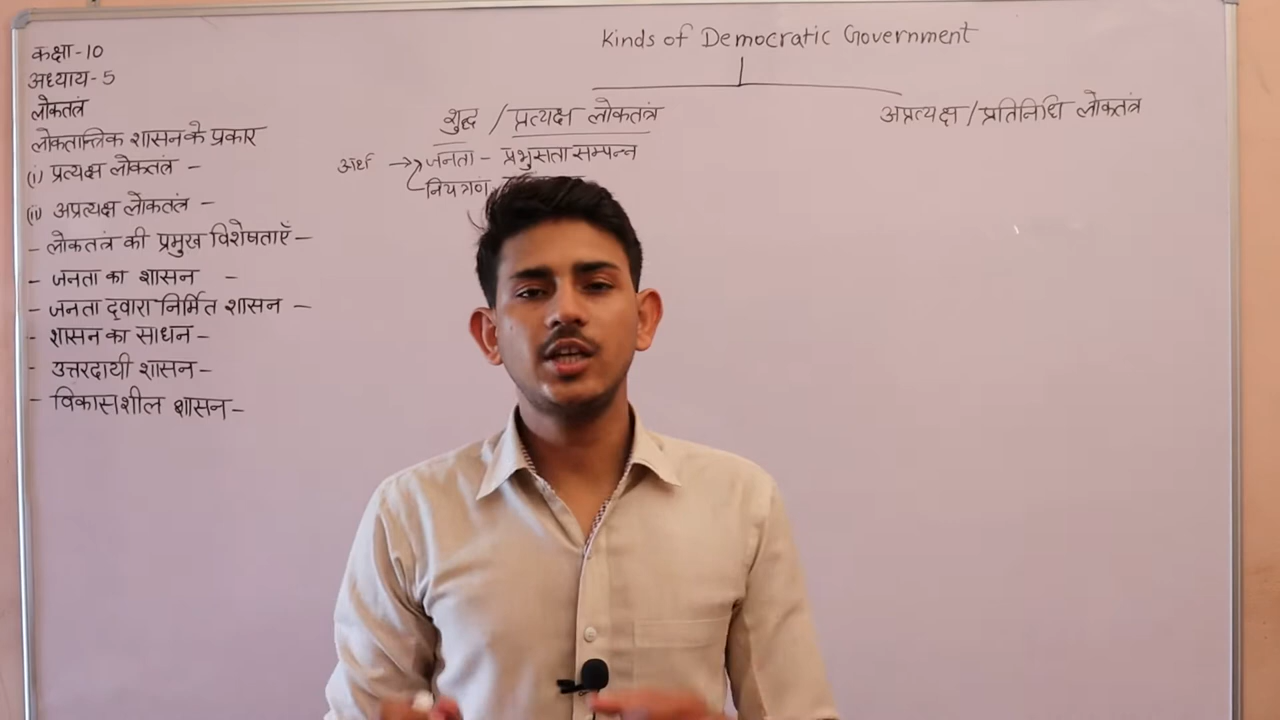 कक्षा-10
अध्याय-5
लोकतंत्र
लोकतान्त्रिक शासन के प्रकार
(i) प्रत्यक्ष लोकतंत्र -
(ii) अप्रत्यक्ष लोकतंत्र -
- लोकतंत्र की प्रमुख विशेषताएँ -
- जनता का शासन -
- जनता द्वारा निर्मित शासन -
- शासन का साधन -
- उत्तरदायी शासन -
- विकासशील शासन -
Kinds of Democratic Government
शुद्ध / प्रत्यक्ष लोकतंत्र
अर्थ → जनता - प्रभुसता सम्पन्न
नियत्रण
अप्रत्यक्ष / प्रतिनिधि लोकतंत्र